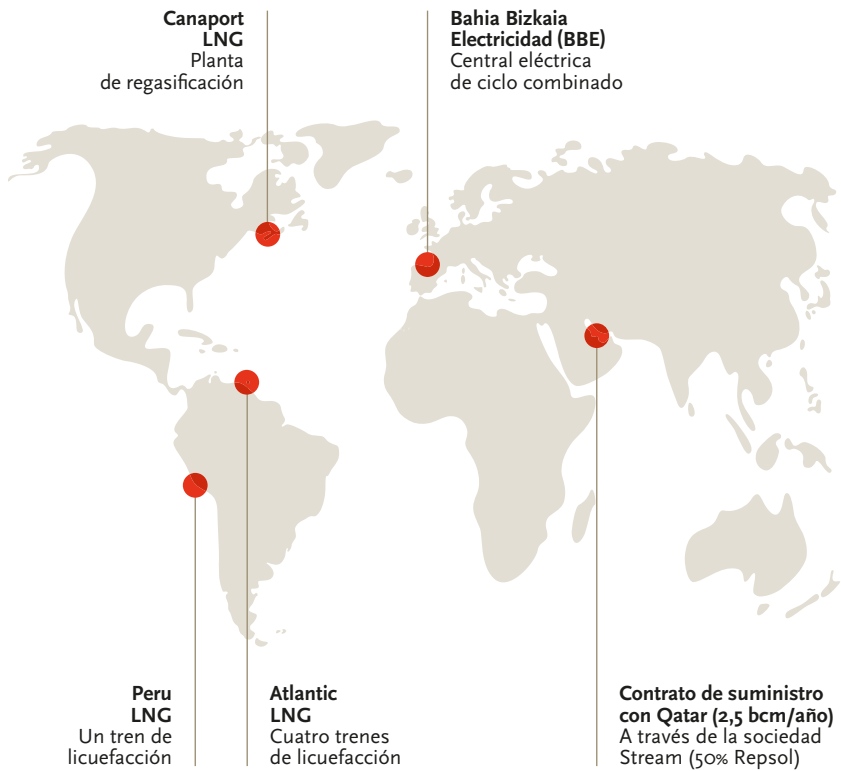 Canaport
LNG
Planta
de regasificación
Bahia Bizkaia
Electricidad (BBE)
Central eléctrica
de ciclo combinado
Peru
LNG
Un tren de
licuefacción
Atlantic
LNG
Cuatro trenes
de licuefacción
Contrato de suministro
con Qatar (2,5 bcm/año)
A través de la sociedad
Stream (50% Repsol)